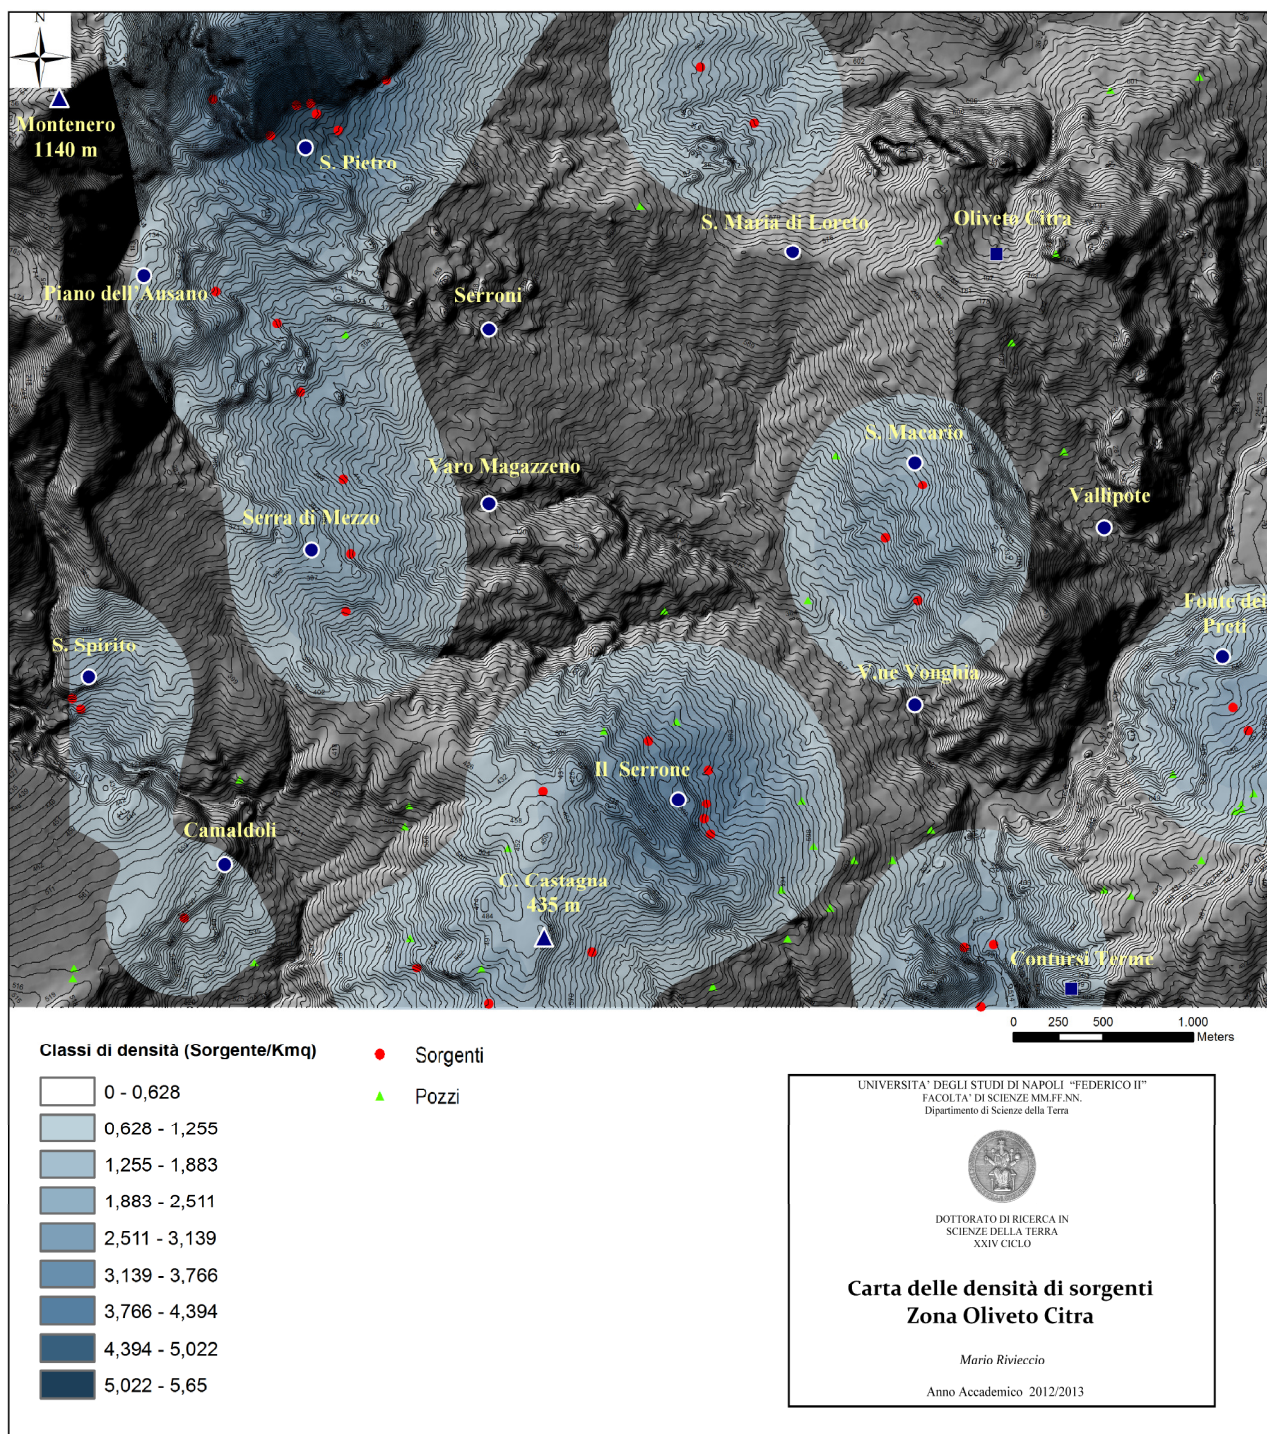 N
Montenero
1140 m
S. Pietro
S. Maria di Loreto
Oliveto Citra
Piano dell'Ausano
Serroni
S. Macario
Varo Magazzeno
Vallipote
Serra di Mezzo
Fonte dei
Preti
S. Spirito
V.ne Vonghia
Il Serrone
Camaldoli
C. Castagna
435 m
Contursi Terme
0 250 500 1.000
Meters
Classi di densità (Sorgente/Kmq)
0 - 0,628
0,628 - 1,255
1,255 - 1,883
1,883 - 2,511
2,511 - 3,139
3,139 - 3,766
3,766 - 4,394
4,394 - 5,022
5,022 - 5,65
Sorgenti
Pozzi
UNIVERSITA' DEGLI STUDI DI NAPOLI "FEDERICO II"
FACOLTA' DI SCIENZE MM.FF.NN.
Dipartimento di Scienze della Terra
DOTTORATO DI RICERCA IN
SCIENZE DELLA TERRA
XXIV CICLO
Carta delle densità di sorgenti
Zona Oliveto Citra
Mario Rivieccio
Anno Accademico 2012/2013